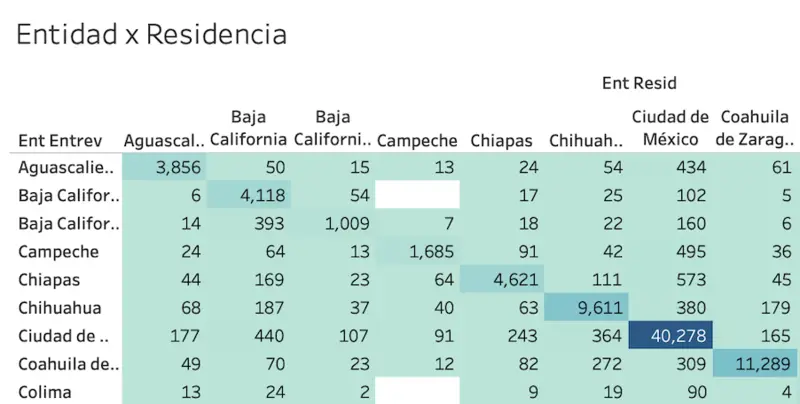 Entidad x Residencia
Ent Resid
Ent Entrev Aguascal.. Baja California Baja Californi.. Campeche Chiapas Chihuah.. Ciudad de México Coahuila de Zarag..
Aguascalie.. 3,856 50 15 13 24 54 434 61
Baja Califor.. 6 4,118 54 17 25 102 5
Baja Califor.. 14 393 1,009 7 18 22 160 6
Campeche 24 64 13 1,685 91 42 495 36
Chiapas 44 169 23 64 4,621 111 573 45
Chihuahua 68 187 37 40 63 9,611 380 179
Ciudad de .. 177 440 107 91 243 364 40,278 165
Coahuila de.. 49 70 23 12 82 272 309 11,289
Colima 13 24 2 9 19 90 4